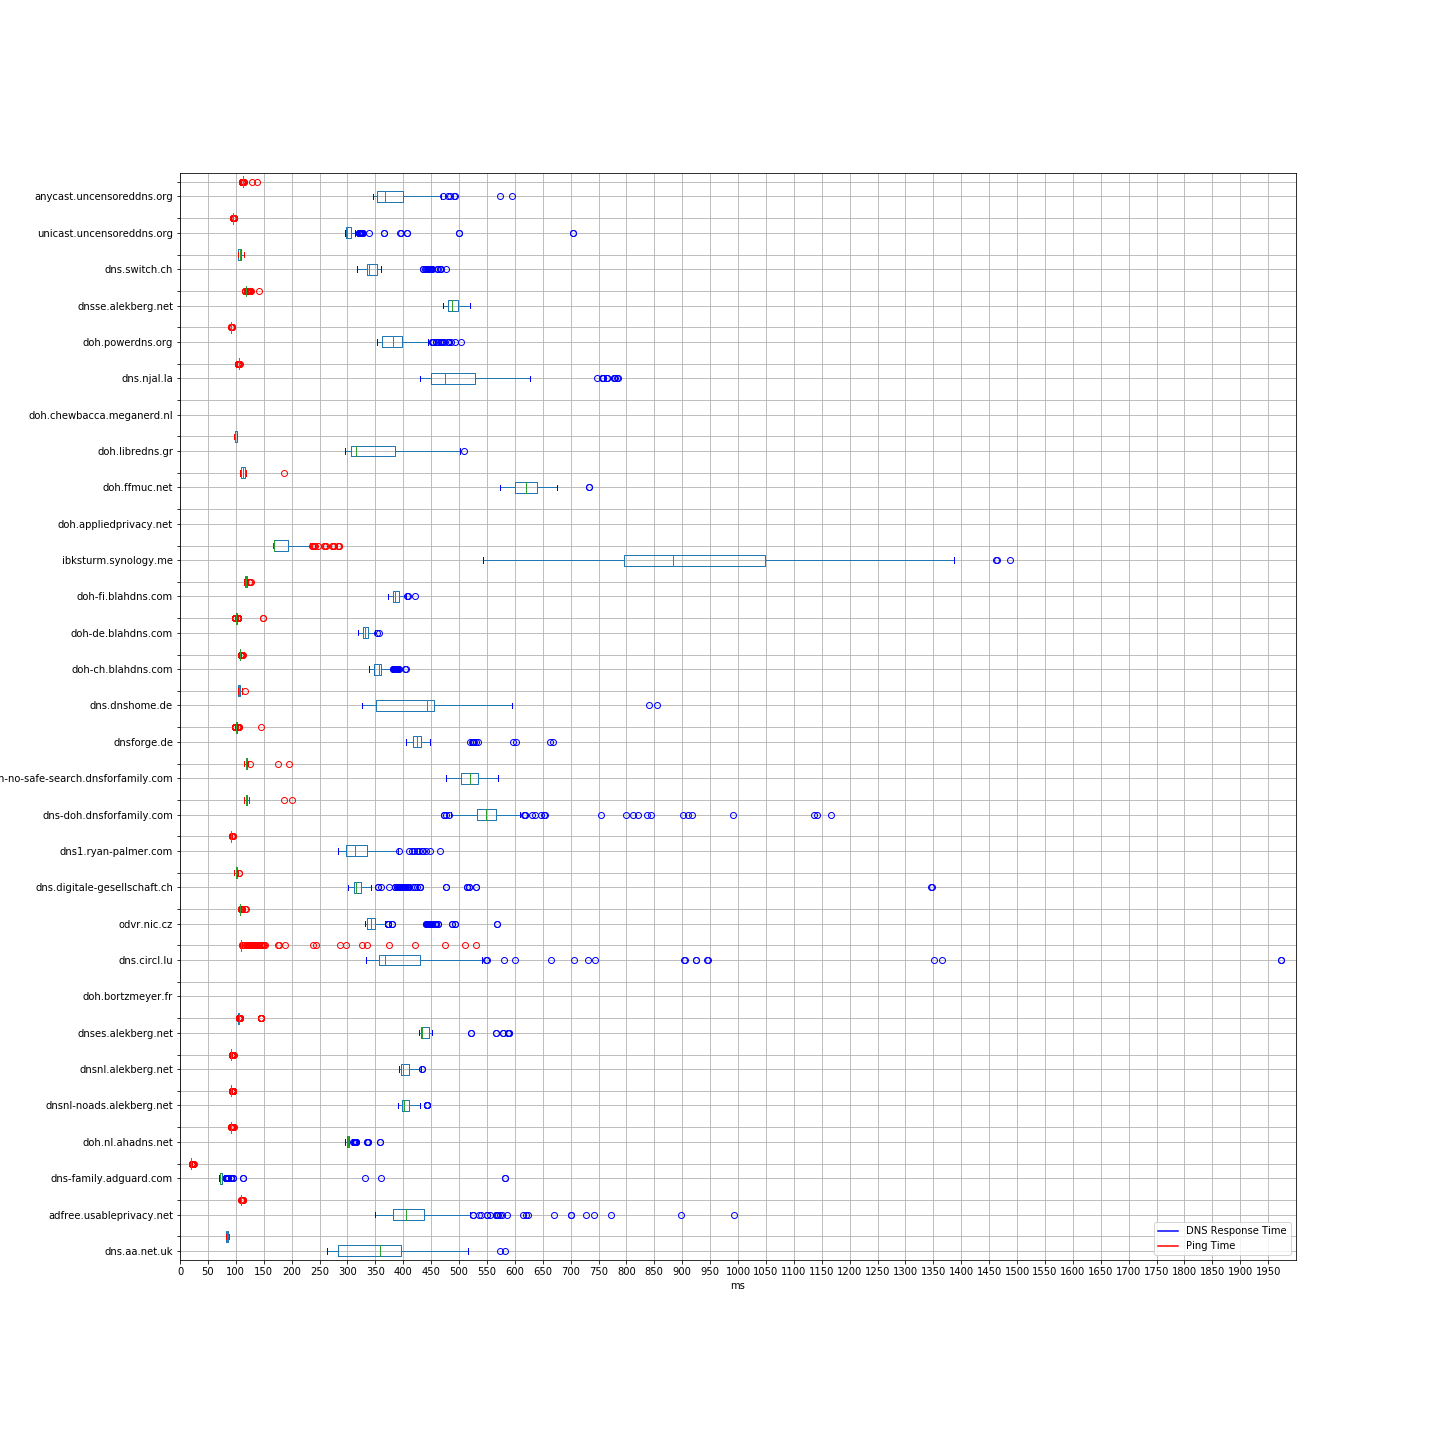 anycast.uncensoreddns.org
unicast.uncensoreddns.org
dns.switch.ch
dnsse.alekberg.net
doh.powerdns.org
dns.njal.la
doh.chewbacca.meganerd.nl
doh.libredns.gr
doh.ffmuc.net
doh.appliedprivacy.net
ibksturm.synology.me
doh-fi.blahdns.com
doh-de.blahdns.com
doh-ch.blahdns.com
dns.dnshome.de
dnsforge.de
-no-safe-search.dnsforfamily.com
dns-doh.dnsforfamily.com
dns1.ryan-palmer.com
dns.digitale-gesellschaft.ch
odvr.nic.cz
dns.circl.lu
doh.bortzmeyer.fr
dnses.alekberg.net
dnsnl.alekberg.net
dnsnl-noads.alekberg.net
doh.nl.ahadns.net
dns-family.adguard.com
adfree.usableprivacy.net
dns.aa.net.uk
DNS Response Time
Ping Time
0 50 100 150 200 250 300 350 400 450 500 550 600 650 700 750 800 850 900 950 1000 1050 1100 1150 1200 1250 1300 1350 1400 1450 1500 1550 1600 1650 1700 1750 1800 1850 1900 1950
ms